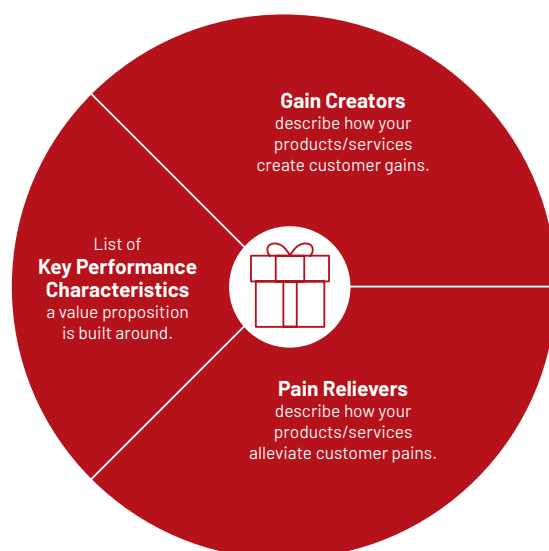 Gain Creators
describe how your
products/services
create customer gains.
List of
Key Performance
Characteristics
a value proposition
is built around.
Pain Relievers
describe how your
products/services
alleviate customer pains.